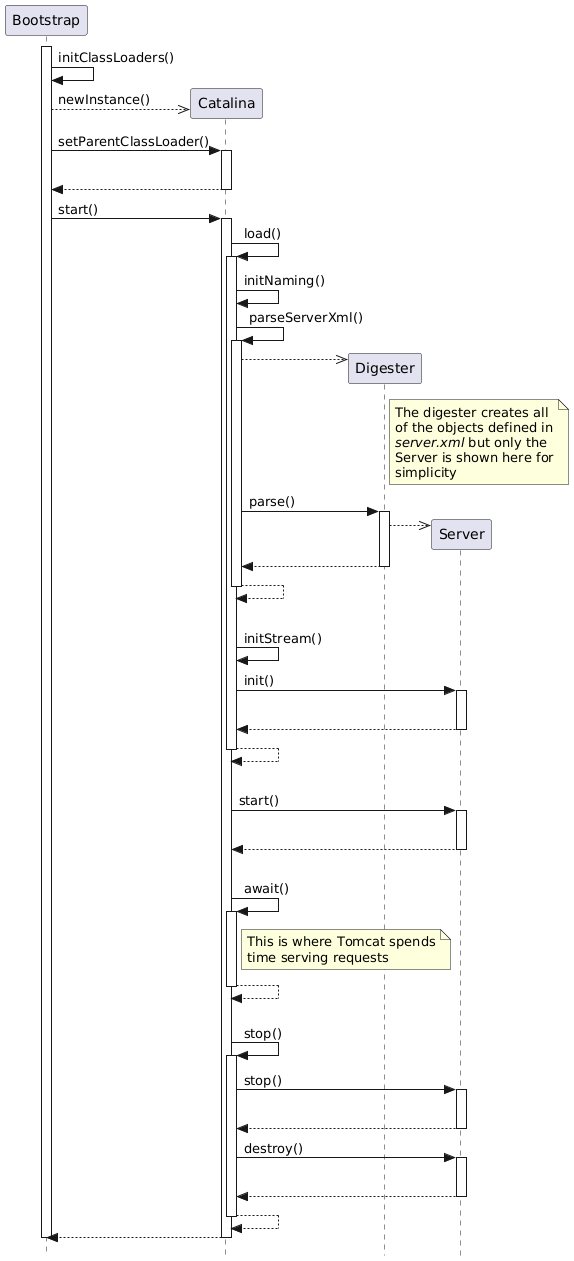 Bootstrap
initClassLoaders()
newInstance()
Catalina
setParentClassLoader()
start()
load()
initNaming()
parseServerXml()
Digester
The digester creates all
of the objects defined in
server.xml but only the
Server is shown here for
simplicity
parse()
Server
initStream()
init()
start()
await()
This is where Tomcat spends
time serving requests
stop()
stop()
destroy()